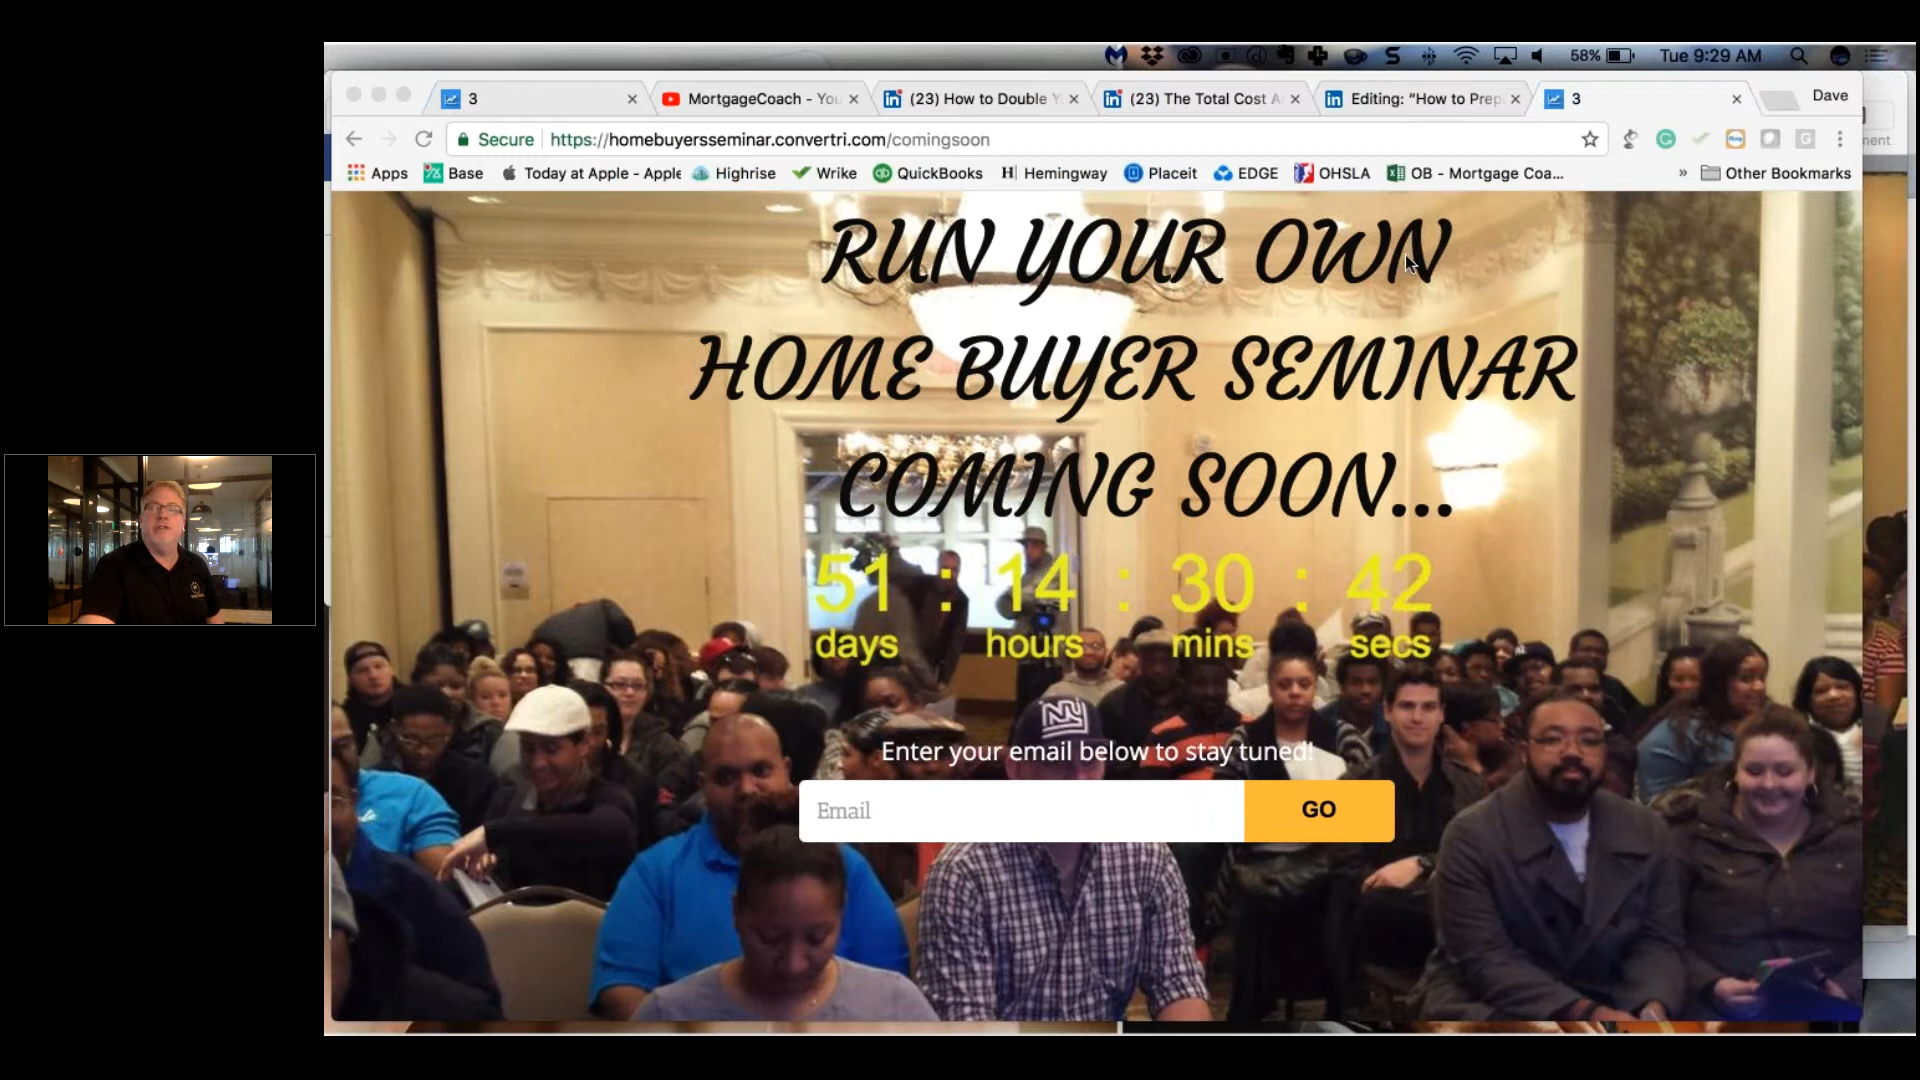 58% Tue 9:29 AM
3
MortgageCoach - You
(23) How to Double Y
(23) The Total Cost A
Editing: “How to Prep
3
Dave
Secure https://homebuyersseminar.convertri.com/comingsoon
Apps Base Today at Apple - Apple Highrise Wrike QuickBooks Hemingway Placeit EDGE OHSLA OB - Mortgage Coa... » Other Bookmarks
RUN YOUR OWN
HOME BUYER SEMINAR
COMING SOON...
51 : 14 : 30 : 42
days hours mins secs
NY
Enter your email below to stay tuned!
Email GO